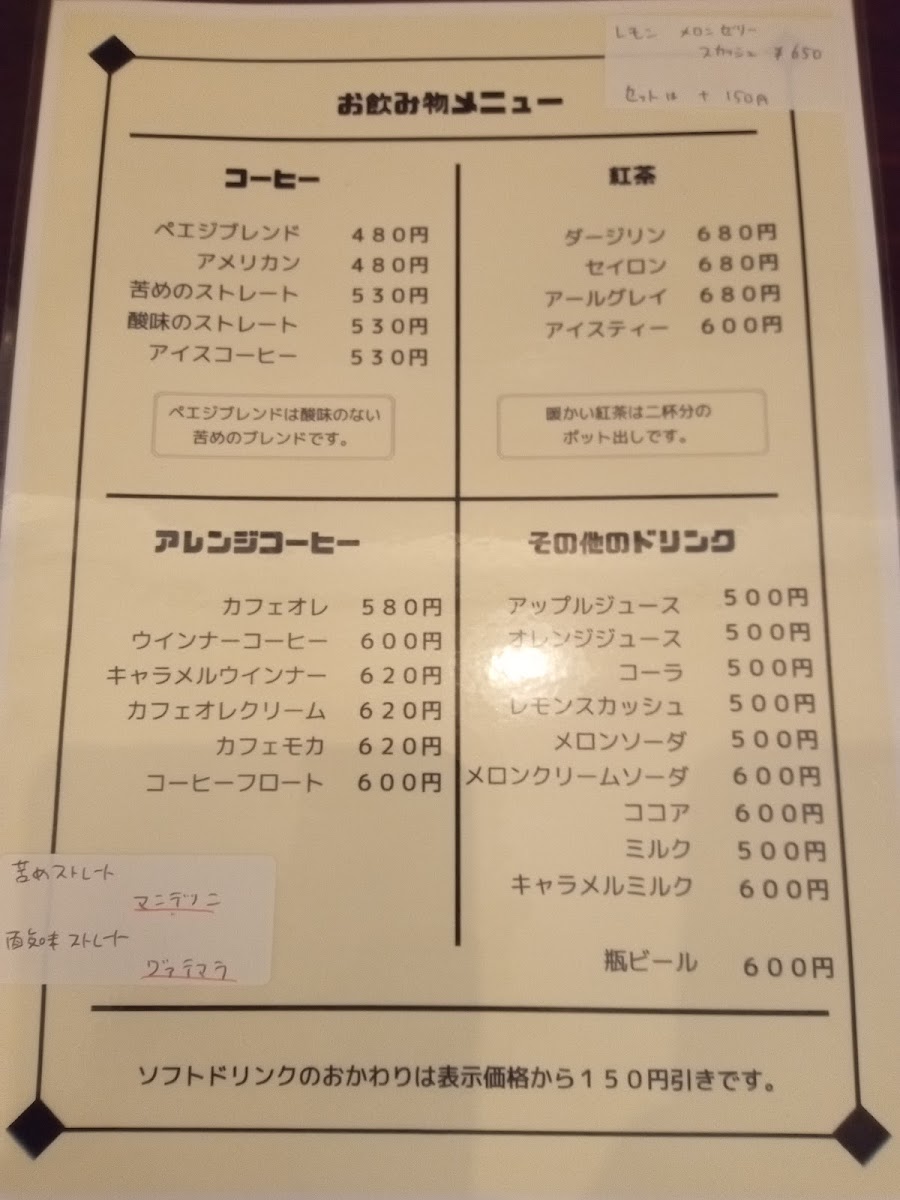 レモン メロンゼリー
スカッシュ ¥650
セットは + 150円
お飲み物メニュー
コーヒー
ペエジブレンド 480円
アメリカン 480円
苦めのストレート 530円
酸味のストレート 530円
アイスコーヒー 530円
ペエジブレンドは酸味のない
苦めのブレンドです。
紅茶
ダージリン 680円
セイロン 680円
アールグレイ 680円
アイスティー 600円
暖かい紅茶は二杯分の
ポット出しです。
アレンジコーヒー
カフェオレ 580円
ウインナーコーヒー 600円
キャラメルウインナー 620円
カフェオレクリーム 620円
カフェモカ 620円
コーヒーフロート 600円
その他のドリンク
アップルジュース 500円
オレンジジュース 500円
コーラ 500円
レモンスカッシュ 500円
メロンソーダ 500円
メロンクリームソーダ 600円
ココア 600円
ミルク 500円
キャラメルミルク 600円
瓶ビール 600円
苦めストレート
マンデリン
酸味ストレート
グァテマラ
ソフトドリンクのおかわりは表示価格から150円引きです。